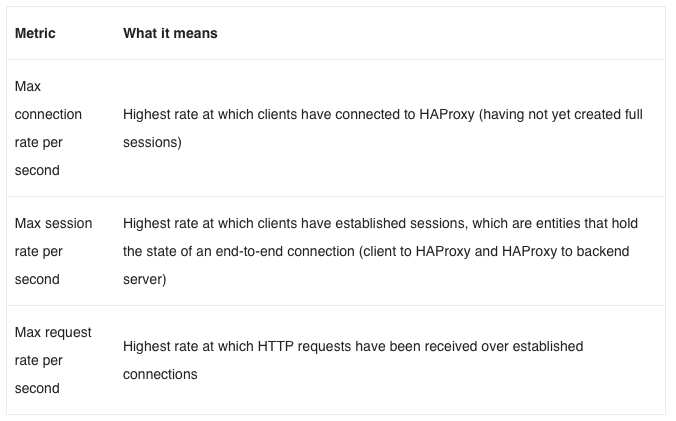 Metric
What it means
Max
connection
rate per
second
Highest rate at which clients have connected to HAProxy (having not yet created full
sessions)
Max session
rate per
second
Highest rate at which clients have established sessions, which are entities that hold
the state of an end-to-end connection (client to HAProxy and HAProxy to backend
server)
Max request
rate per
second
Highest rate at which HTTP requests have been received over established
connections